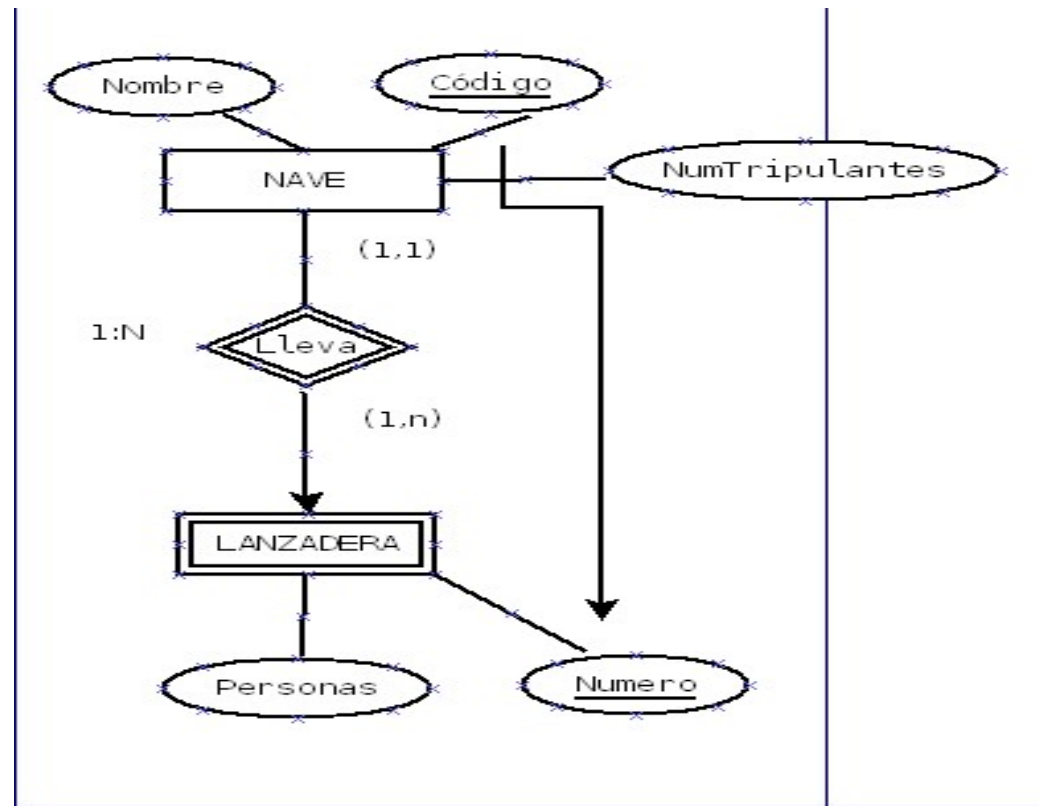 Nombre
Código
NAVE
NumTripulantes
(1,1)
1:N
Lleva
(1,n)
LANZADERA
Personas
Numero